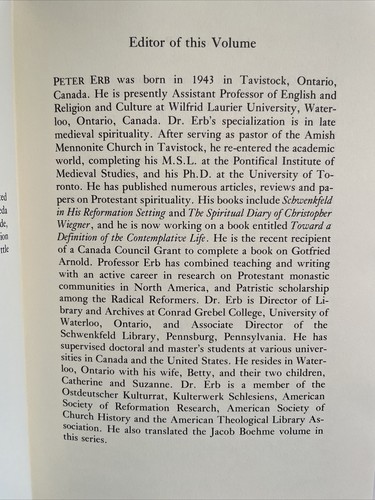 Editor of this Volume
PETER ERB was born in 1943 in Tavistock, Ontario,
Canada. He is presently Assistant Professor of English and
Religion and Culture at Wilfrid Laurier University, Water-
loo, Ontario, Canada. Dr. Erb's specialization is in late
medieval spirituality. After serving as pastor of the Amish
Mennonite Church in Tavistock, he re-entered the academic
world, completing his M.S.L. at the Pontifical Institute of
Medieval Studies, and his Ph.D. at the University of To-
ronto. He has published numerous articles, reviews and pa-
pers on Protestant spirituality. His books include Schwenkfeld
in His Reformation Setting and The Spiritual Diary of Christopher
Wiegner, and he is now working on a book entitled Toward a
Definition of the Contemplative Life. He is the recent recipient
of a Canada Council Grant to complete a book on Gotfried
Arnold. Professor Erb has combined teaching and writing
with an active career in research on Protestant monastic
communities in North America, and Patristic scholarship
among the Radical Reformers. Dr. Erb is Director of Li-
brary and Archives at Conrad Grebel College, University of
Waterloo, Ontario, and Associate Director of the
Schwenkfeld Library, Pennsburg, Pennsylvania. He has
supervised doctoral and master's students at various univer-
sities in Canada and the United States. He resides in Water-
loo, Ontario with his wife, Betty, and their two children,
Catherine and Suzanne. Dr. Erb is a member of the
Ostdeutscher Kulturrat, Kulterwerk Schlesiens, American
Society of Reformation Research, American Society of
Church History and the American Theological Library As-
sociation. He also translated the Jacob Boehme volume in
this series.